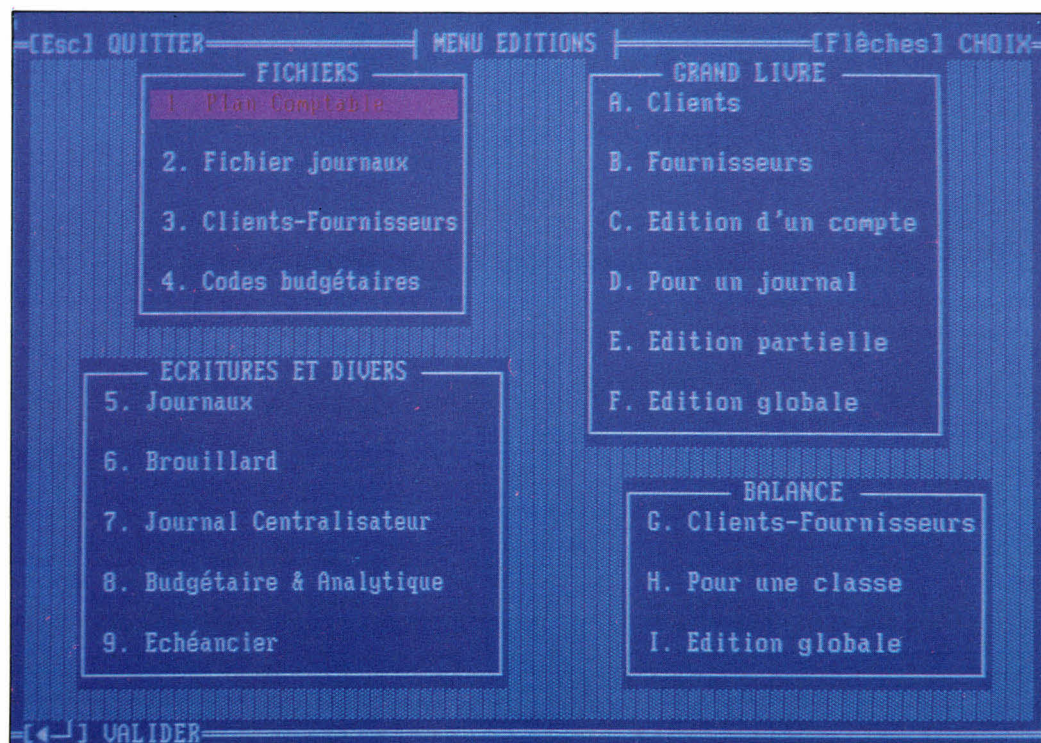 [Esc] QUITTER MENU EDITIONS [Flêches] CHOIX
FICHIERS
1. Plan Comptable
2. Fichier journaux
3. Clients-Fournisseurs
4. Codes budgétaires
ECRITURES ET DIVERS
5. Journaux
6. Brouillard
7. Journal Centralisateur
8. Budgétaire & Analytique
9. Echéancier
GRAND LIVRE
A. Clients
B. Fournisseurs
C. Edition d'un compte
D. Pour un journal
E. Edition partielle
F. Edition globale
BALANCE
G. Clients-Fournisseurs
H. Pour une classe
I. Edition globale
[◄─┘] VALIDER